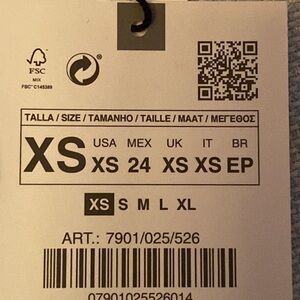 FSC
MIX
FSC® C145389
TALLA / SIZE / TAMANHO / TAILLE / MAAT / ΜΕΓΕΘΟΣ
XS
USA MEX UK IT BR
XS 24 XS XS EP
XS S M L XL
ART.: 7901/025/526
07901025526014